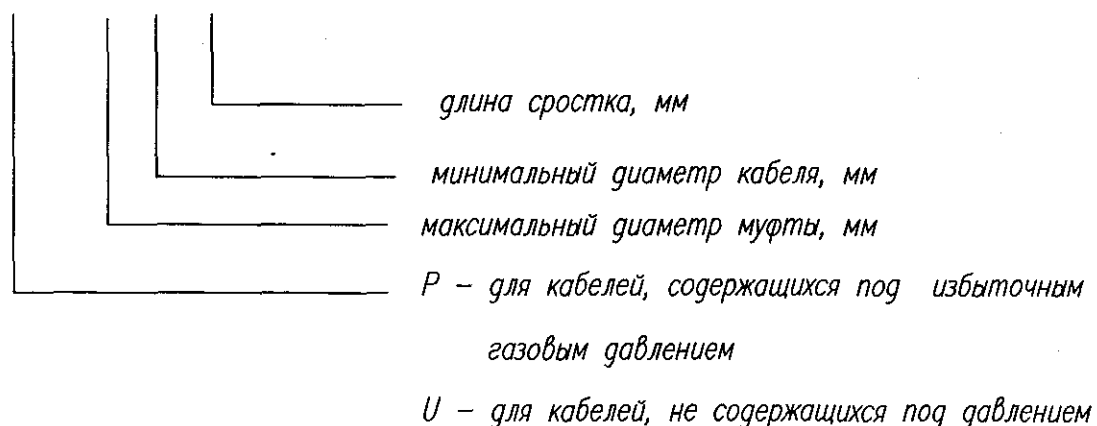 длина сростка, мм
минимальный диаметр кабеля, мм
максимальный диаметр муфты, мм
P – для кабелей, содержащихся под избыточным
газовым давлением
U – для кабелей, не содержащихся под давлением